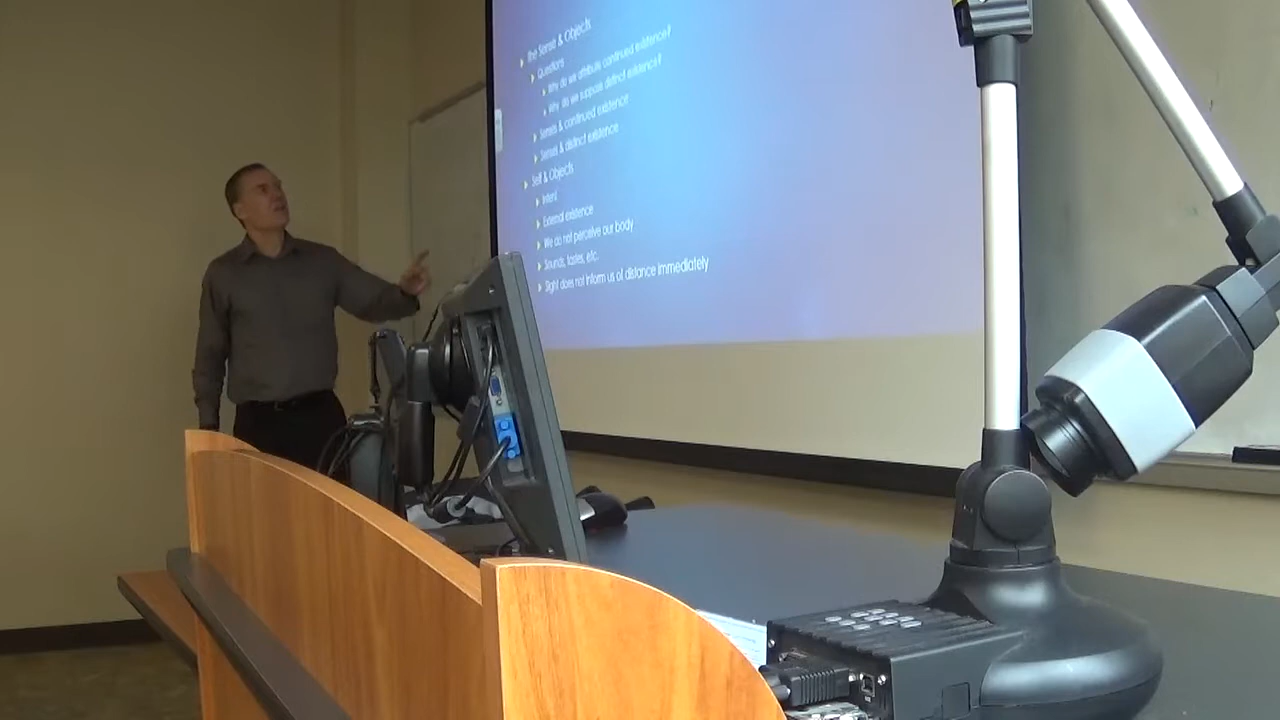 the Sense & Objects
Questions
Why do we attribute continued existence?
Why do we suppose distinct existence?
Senses & continued existence
Senses & distinct existence
Self & Objects
Intent
External existence
We do not perceive our body
Sounds, tastes, etc.
Sight does not inform us of distance immediately